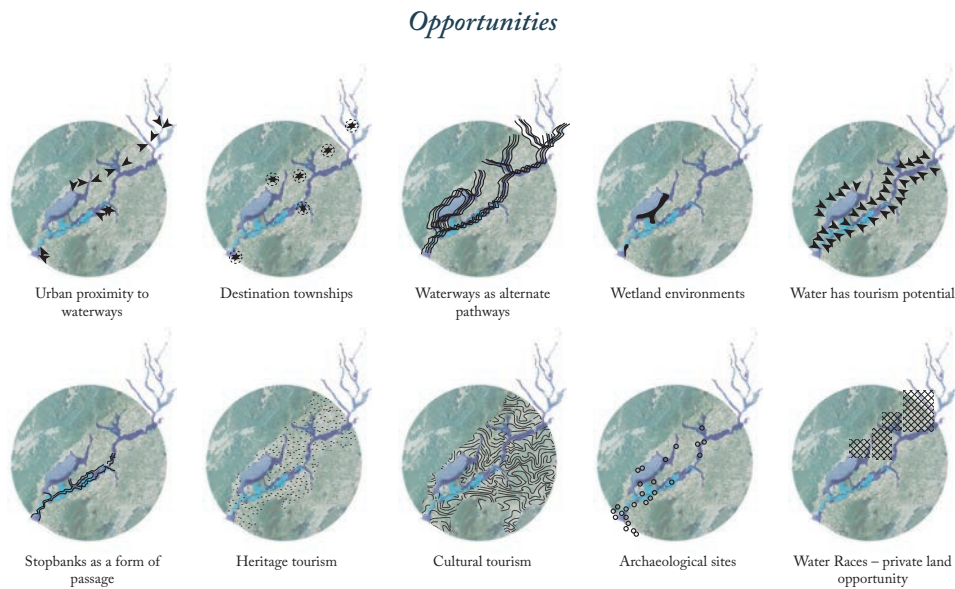 Opportunities
Urban proximity to
waterways
Destination townships
Waterways as alternate
pathways
Wetland environments
Water has tourism potential
Stopbanks as a form of
passage
Heritage tourism
Cultural tourism
Archaeological sites
Water Races – private land
opportunity